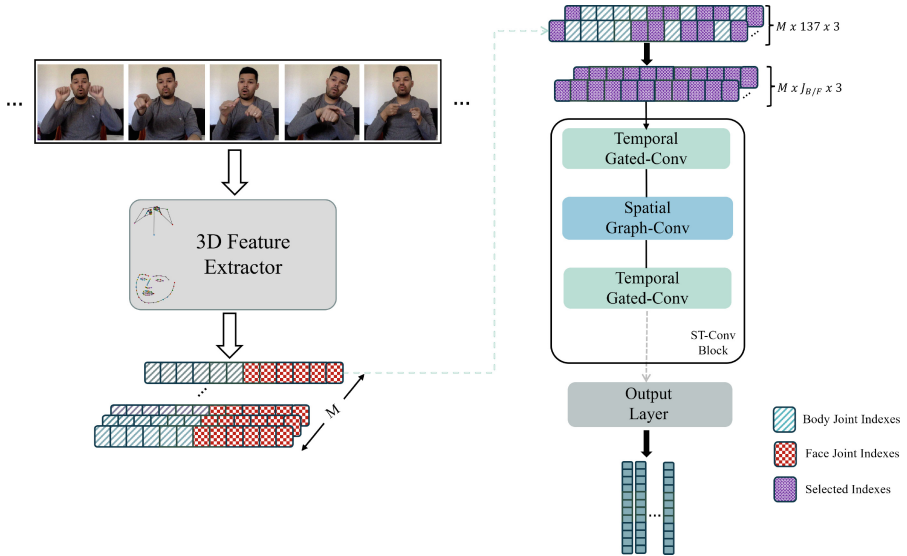 ...
...
3D Feature
Extractor
...
M
M x 137 x 3
...
M x J_{B/F} x 3
...
Temporal
Gated-Conv
Spatial
Graph-Conv
Temporal
Gated-Conv
ST-Conv
Block
Output
Layer
...
Body Joint Indexes
Face Joint Indexes
Selected Indexes